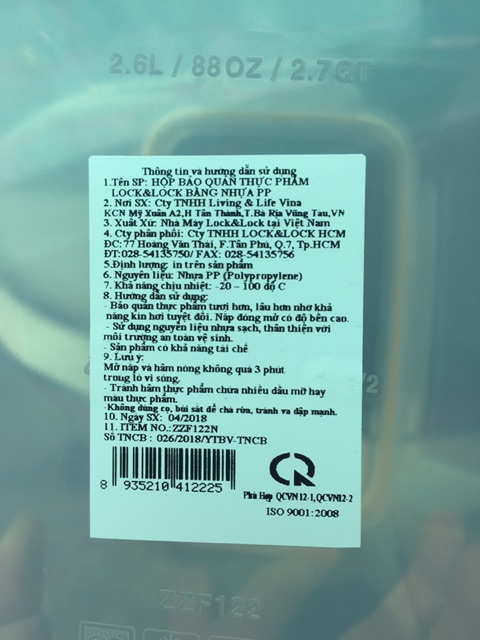 2.6L / 88OZ / 2.7QT
Thông tin và hướng dẫn sử dụng
1.Tên SP: HỘP BẢO QUẢN THỰC PHẨM
LOCK&LOCK BẰNG NHỰA PP
2. Nơi SX: Cty TNHH Living & Life Vina
KCN Mỹ Xuân A2,H Tân Thành,T.Bà Rịa Vũng Tàu,VN
3. Xuất Xứ: Nhà Máy Lock&Lock tại Việt Nam
4. Cty phân phối: Cty TNHH LOCK&LOCK HCM
ĐC: 77 Hoàng Văn Thái, F.Tân Phú, Q.7, Tp.HCM
ĐT:028-54135750/ FAX: 028-54135756
5.Định lượng: in trên sản phẩm
6. Nguyên liệu: Nhựa PP (Polypropylene)
7. Khả năng chịu nhiệt: -20 ~ 100 độ C
8. Hướng dẫn sử dụng:
- Bảo quản thực phẩm tươi hơn, lâu hơn nhờ khả
năng kín hơi tuyệt đối. Nắp đóng mở có độ bền cao.
- Sử dụng nguyên liệu nhựa sạch, thân thiện với
môi trường an toàn vệ sinh.
- Sản phẩm có khả năng tái chế
9. Lưu ý:
Mở nắp và hâm nóng không quá 3 phút
trong lò vi sóng.
- Tránh hâm thực phẩm chứa nhiều dầu mỡ hay
màu thực phẩm.
-Không dùng cọ, bùi sắt để chà rửa, tránh va đập mạnh.
10. Ngày SX: 04/2018
11. ITEM NO.:ZZF122N
Số TNCB : 026/2018/YTBV-TNCB
8 935210 412225
Phù Hợp QCVN 12-1,QCVN12-2
ISO 9001:2008
ZZF122